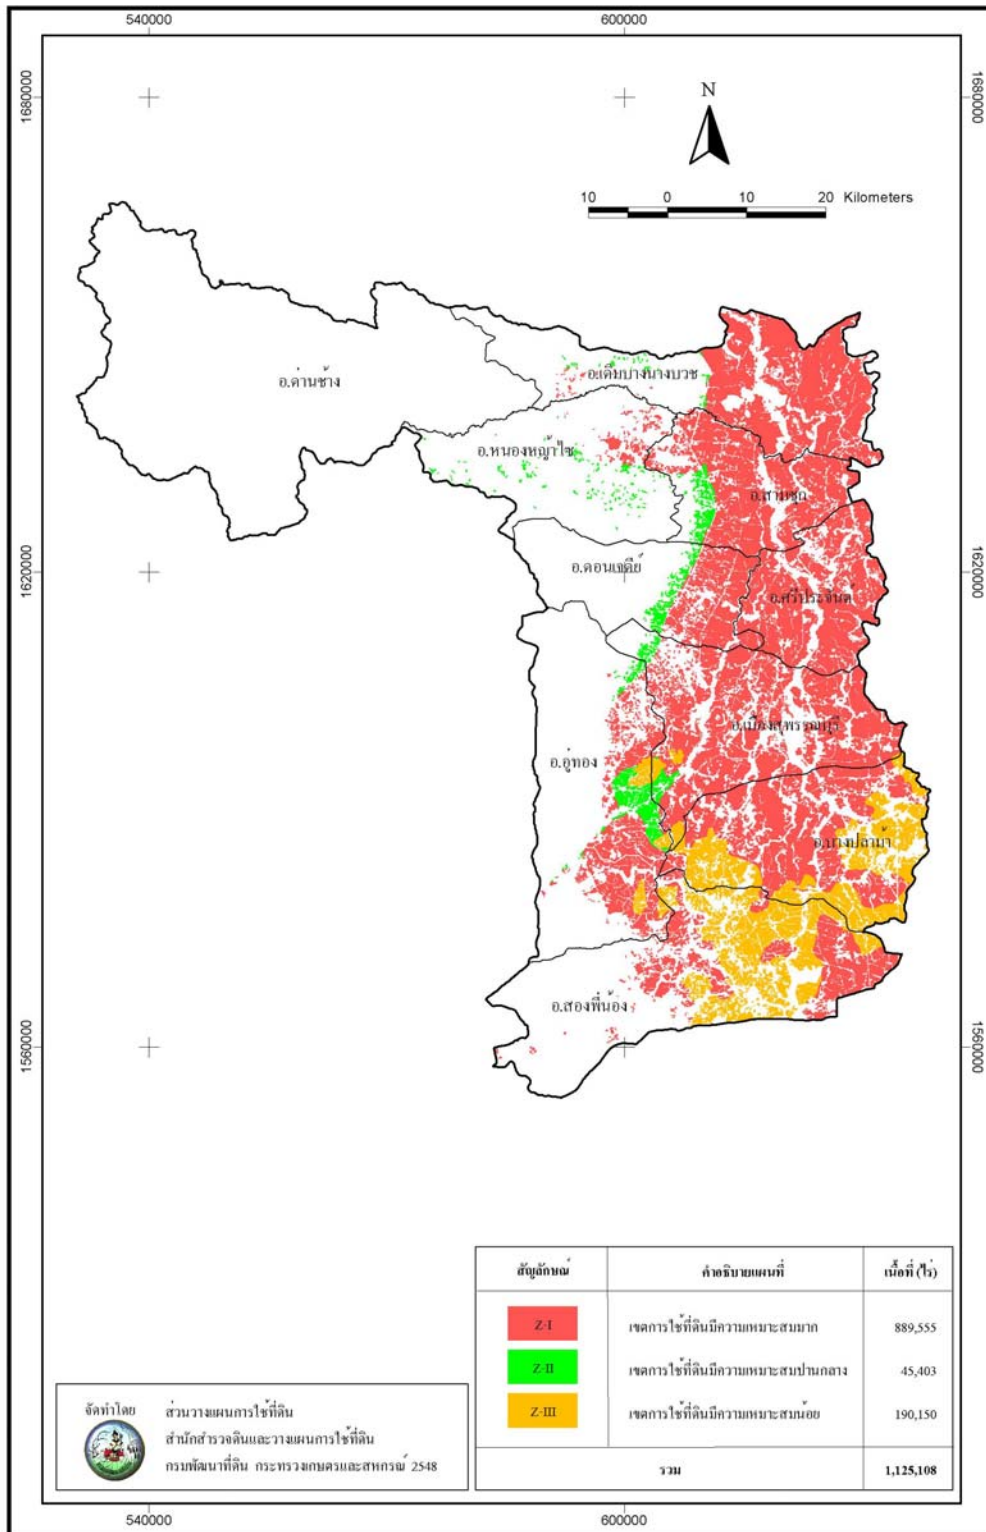 540000
600000
1680000
1680000
N
10 0 10 20 Kilometers
อ.ด่านช้าง
อ.เดิมบางนางบวช
อ.หนองหญ้าไซ
อ.สามชุก
อ.ดอนเจดีย์
1620000
1620000
อ.ศรีประจันต์
อ.เมืองสุพรรณบุรี
อ.อู่ทอง
อ.บางปลาม้า
อ.สองพี่น้อง
1560000
1560000
สัญลักษณ์ คำอธิบายแผนที่ เนื้อที่ (ไร่)
Z-I เขตการใช้ที่ดินมีความเหมาะสมมาก 889,555
Z-II เขตการใช้ที่ดินมีความเหมาะสมปานกลาง 45,403
Z-III เขตการใช้ที่ดินมีความเหมาะสมน้อย 190,150
รวม 1,125,108
จัดทำโดย ส่วนวางแผนการใช้ที่ดิน
สำนักสำรวจดินและวางแผนการใช้ที่ดิน
กรมพัฒนาที่ดิน กระทรวงเกษตรและสหกรณ์ 2548
540000
600000